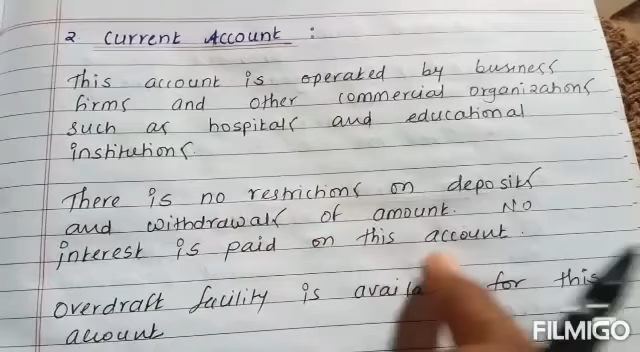 2. Current Account :
This account is operated by business
firms and other commercial organizations
such as hospitals and educational
institutions.
There is no restrictions on deposits
and withdrawals of amount. No
interest is paid on this account.
Overdraft facility is for this
account
FILMIGO